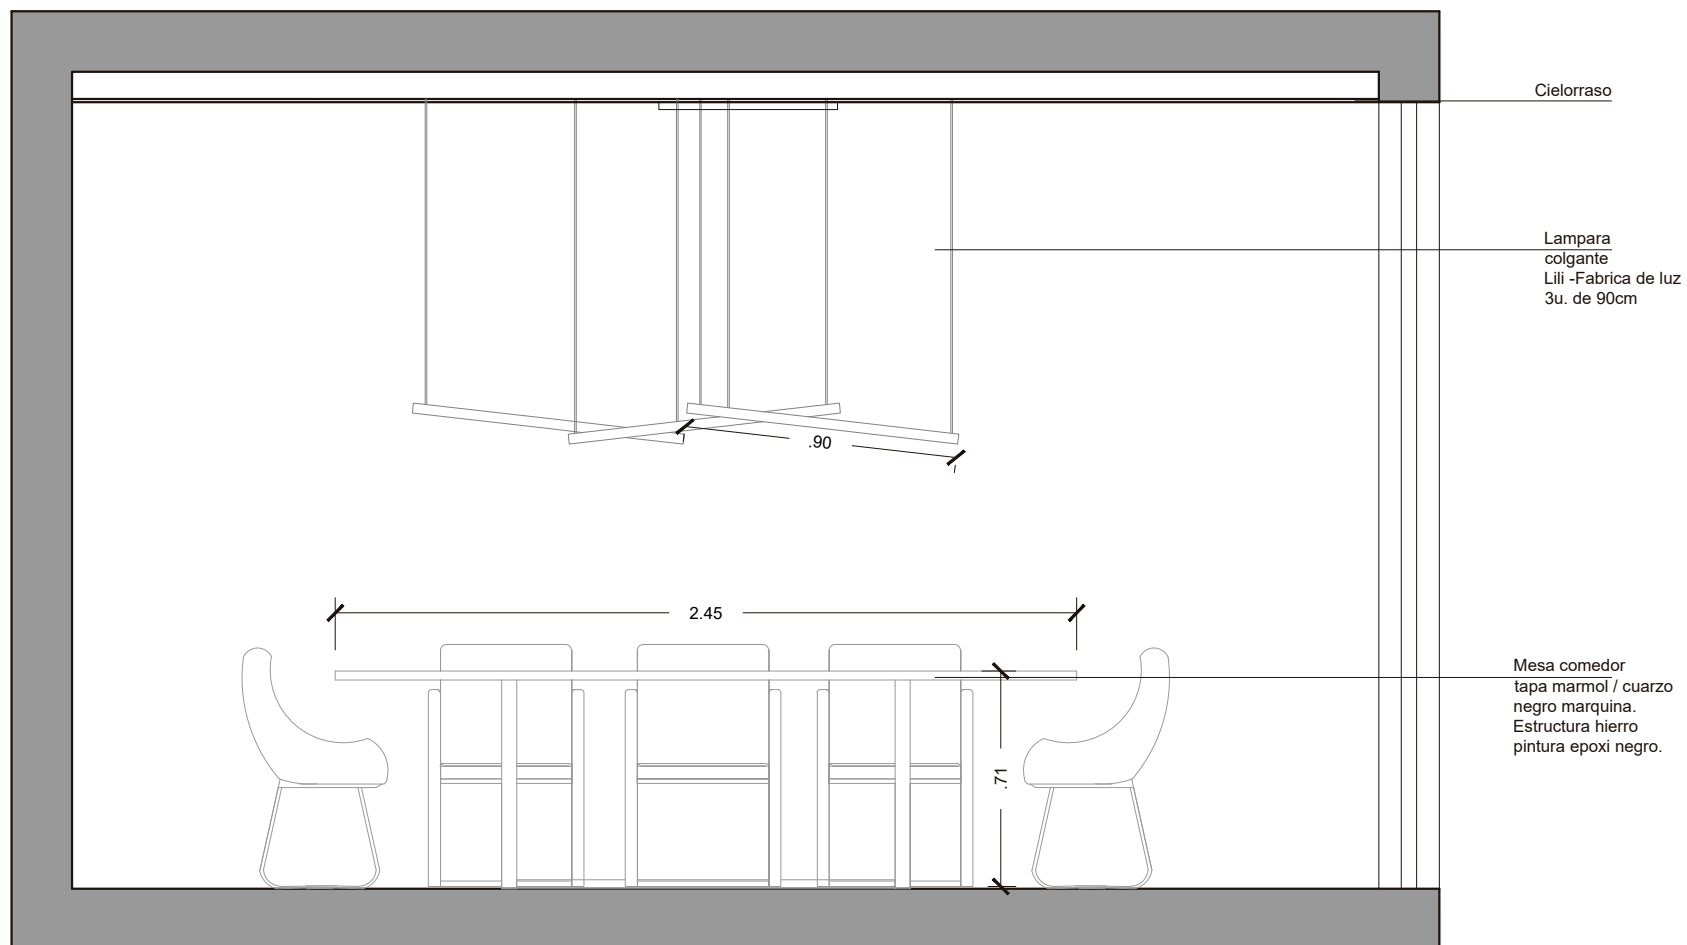 Cielorraso
Lampara
colgante
Lili -Fabrica de luz
3u. de 90cm
.90
2.45
Mesa comedor
tapa marmol / cuarzo
negro marquina.
Estructura hierro
pintura epoxi negro.
.71